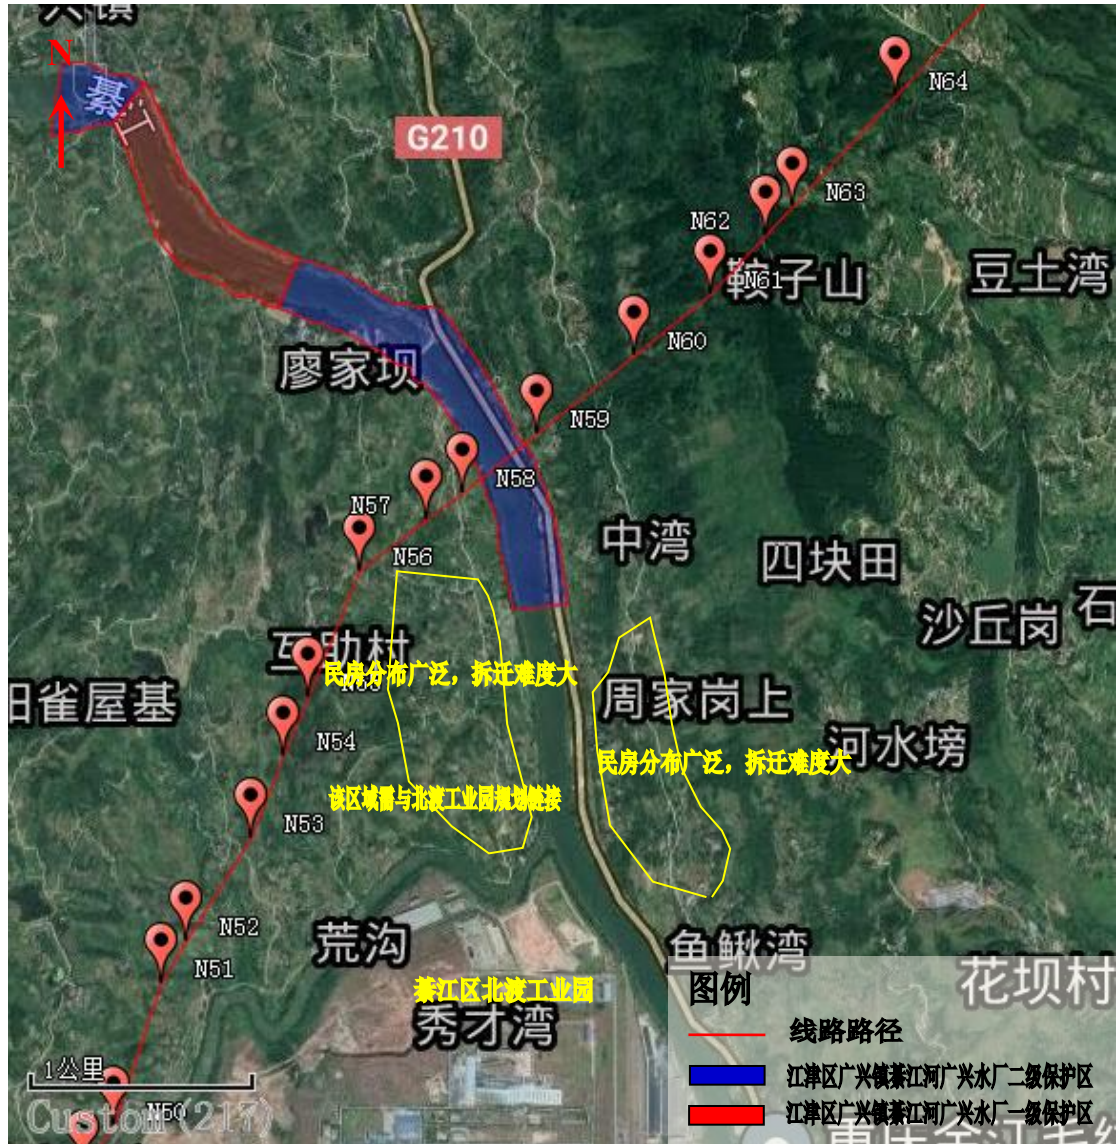 N
綦
江
G210
N64
N63
N62
鞍子山
N61
豆土湾
N60
廖家坝
N59
N58
N57
N56
中湾
四块田
沙丘岗
石
互助村
民房分布广泛，拆迁难度大
阳雀屋基
周家岗上
N54
河水塝
民房分布广泛，拆迁难度大
该区域需与北渡工业园规划衔接
N53
N52
荒沟
N51
鱼鳅湾
花坝村
綦江区北渡工业园
秀才湾
图例
线路路径
江津区广兴镇綦江河广兴水厂二级保护区
江津区广兴镇綦江河广兴水厂一级保护区
1公里
N50
Custom(217)